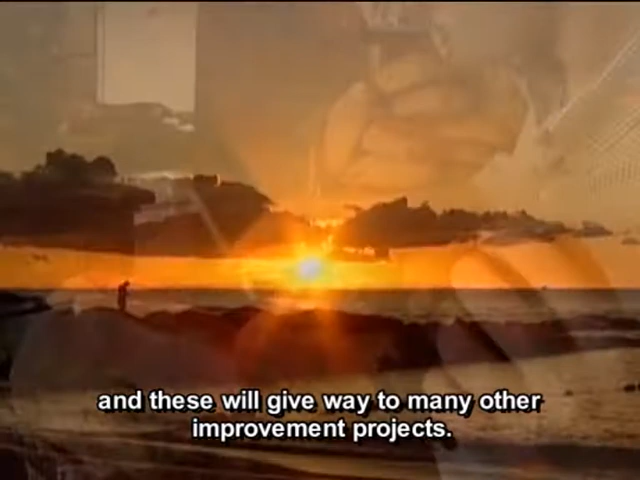 and these will give way to many other
improvement projects.